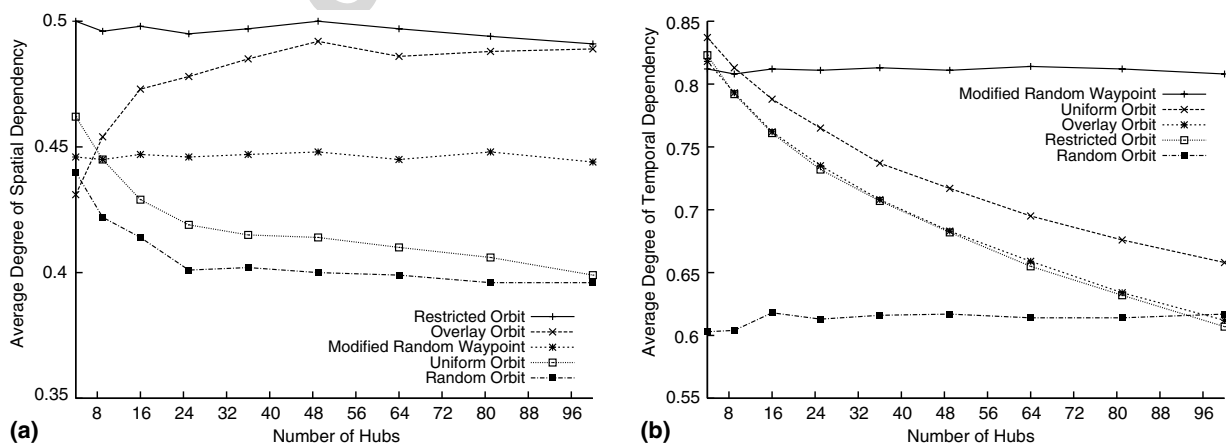 Average Degree of Spatial Dependency
0.5
0.45
0.4
0.35
Restricted Orbit
Overlay Orbit
Modified Random Waypoint
Uniform Orbit
Random Orbit
8 16 24 32 40 48 56 64 72 80 88 96
Number of Hubs
(a)
Average Degree of Temporal Dependency
0.85
0.8
0.75
0.7
0.65
0.6
0.55
Modified Random Waypoint
Uniform Orbit
Overlay Orbit
Restricted Orbit
Random Orbit
8 16 24 32 40 48 56 64 72 80 88 96
Number of Hubs
(b)